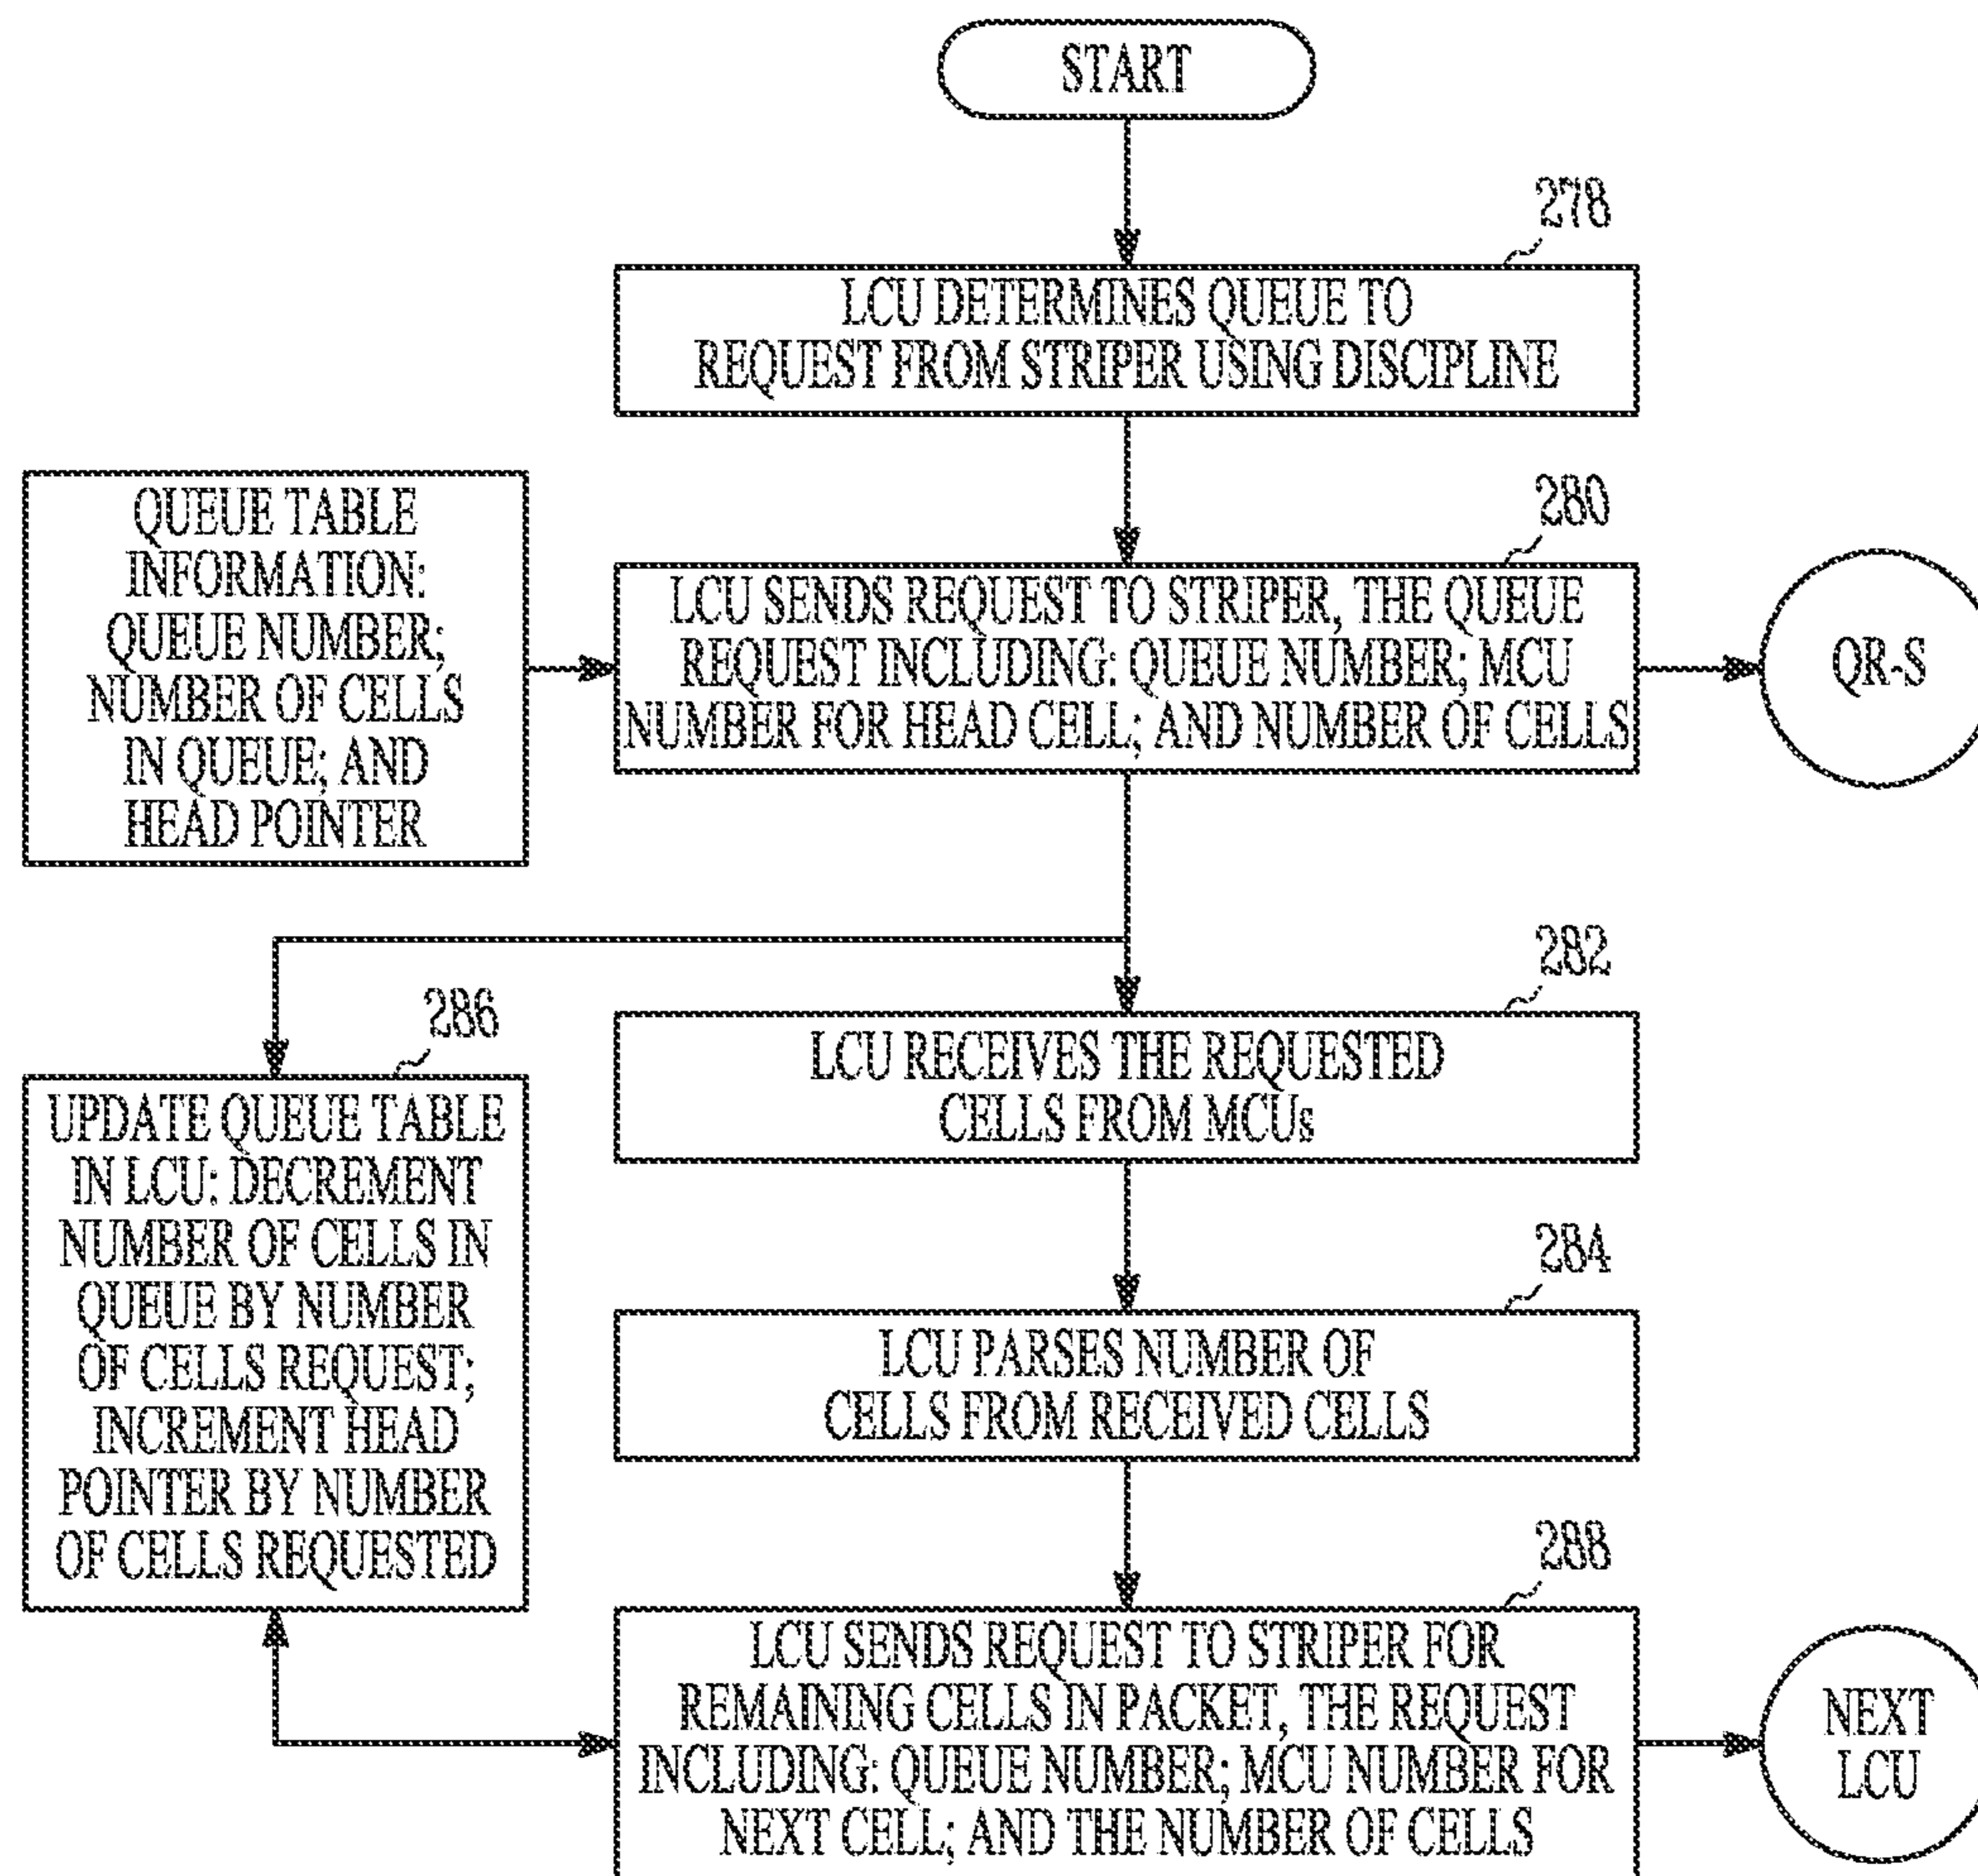 START
278
LCU DETERMINES QUEUE TO
REQUEST FROM STRIPER USING DISCIPLINE
QUEUE TABLE
INFORMATION:
QUEUE NUMBER;
NUMBER OF CELLS
IN QUEUE; AND
HEAD POINTER
280
LCU SENDS REQUEST TO STRIPER, THE QUEUE
REQUEST INCLUDING: QUEUE NUMBER; MCU
NUMBER FOR HEAD CELL; AND NUMBER OF CELLS
QR-S
282
LCU RECEIVES THE REQUESTED
CELLS FROM MCUs
286
UPDATE QUEUE TABLE
IN LCU: DECREMENT
NUMBER OF CELLS IN
QUEUE BY NUMBER
OF CELLS REQUEST;
INCREMENT HEAD
POINTER BY NUMBER
OF CELLS REQUESTED
284
LCU PARSES NUMBER OF
CELLS FROM RECEIVED CELLS
288
LCU SENDS REQUEST TO STRIPER FOR
REMAINING CELLS IN PACKET, THE REQUEST
INCLUDING: QUEUE NUMBER; MCU NUMBER FOR
NEXT CELL; AND THE NUMBER OF CELLS
NEXT
LCU